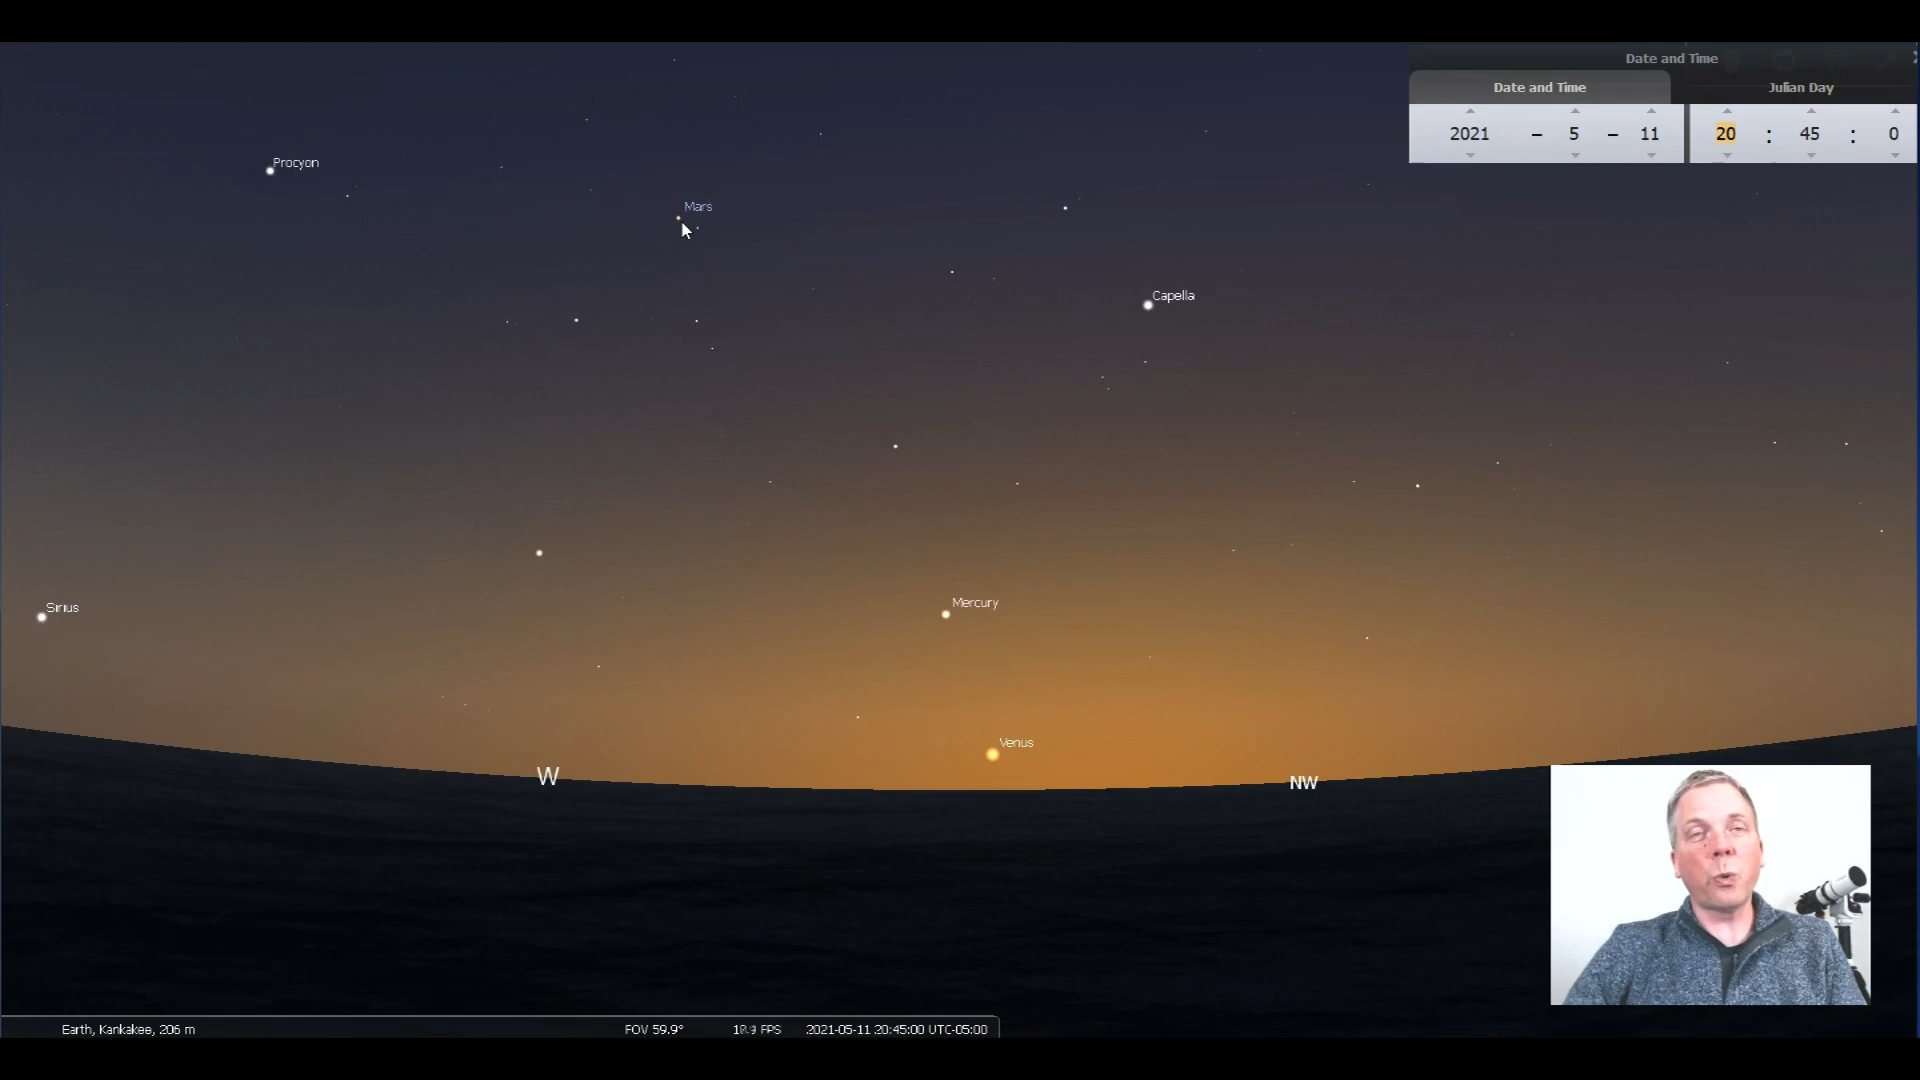 Date and Time
Date and Time Julian Day
2021 – 5 – 11 20 : 45 : 0
Procyon
Mars
Capella
Mercury
Sirius
Venus
W
NW
Earth, Kankakee, 206 m FOV 59.9° FPS 2021-05-11 20:45:00 UTC-05:00